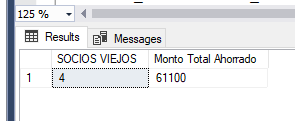 125 %
Results Messages
SOCIOS VIEJOS Monto Total Ahorrado
1 4 61100